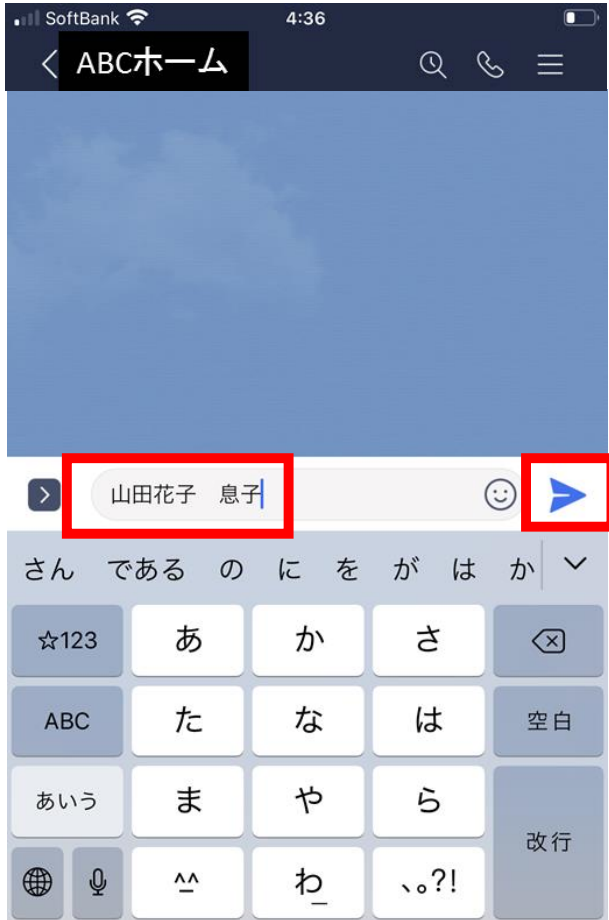 SoftBank 4:36
ABCホーム
山田花子　息子
さん である の に を が は か
☆123 あ か さ
ABC た な は 空白
あいう ま や ら
改行
^^ わ 、。?!